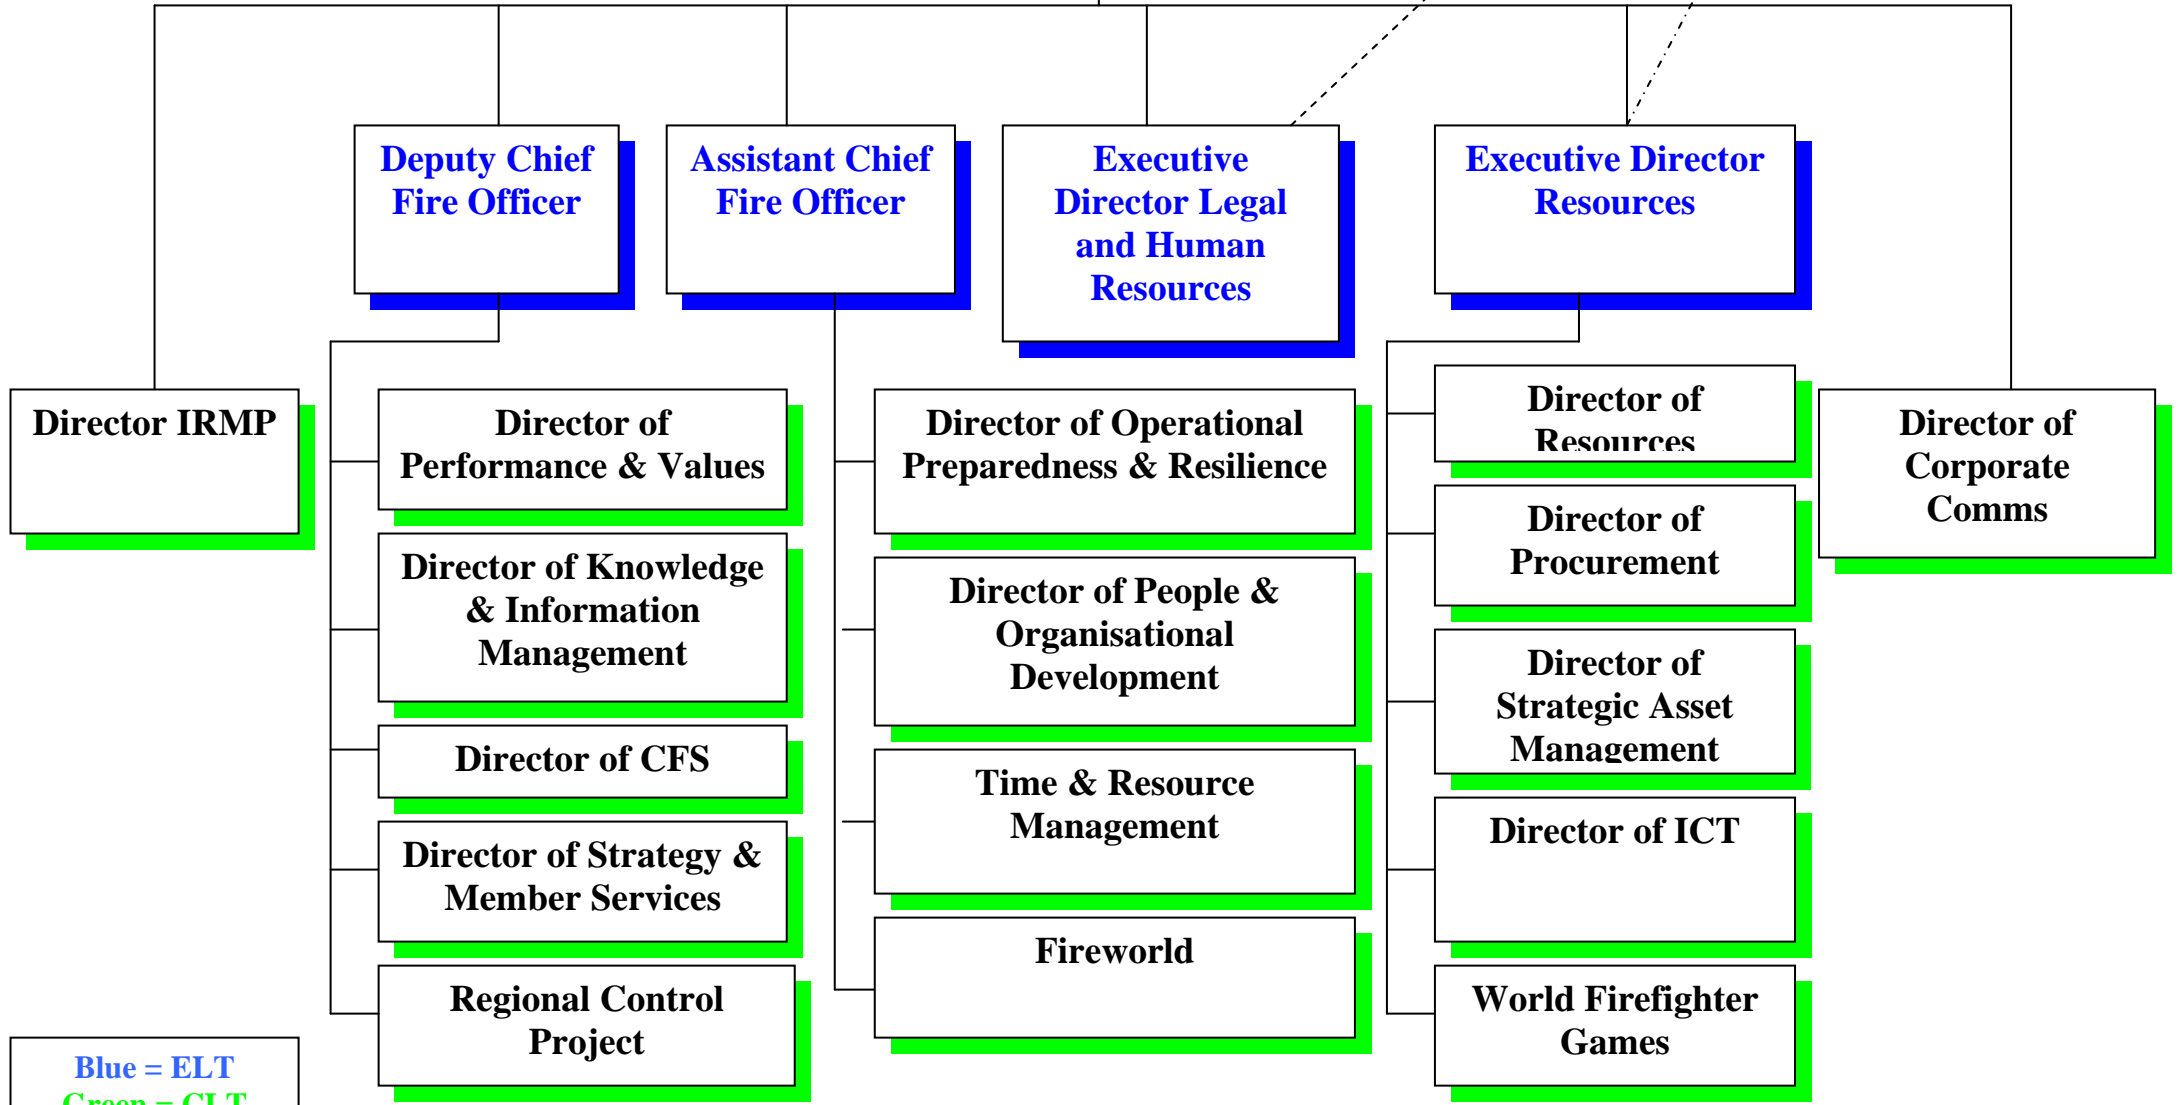 Deputy Chief
Fire Officer
Assistant Chief
Fire Officer
Executive
Director Legal
and Human
Resources
Executive Director
Resources
Director IRMP
Director of
Performance & Values
Director of Knowledge
& Information
Management
Director of CFS
Director of Strategy &
Member Services
Regional Control
Project
Director of Operational
Preparedness & Resilience
Director of People &
Organisational
Development
Time & Resource
Management
Fireworld
Director of
Resources
Director of
Procurement
Director of
Strategic Asset
Management
Director of ICT
World Firefighter
Games
Director of
Corporate
Comms
Blue = ELT
Green = CLT